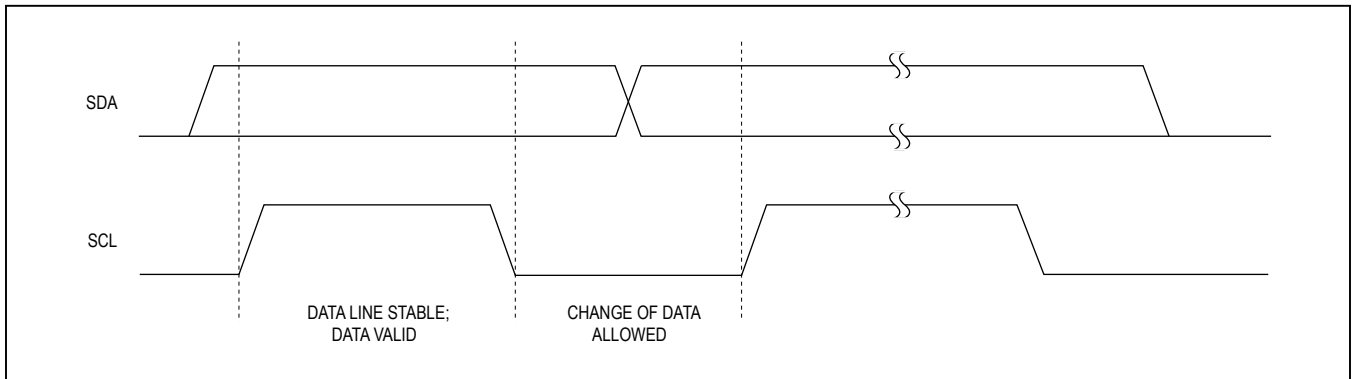 SDA
SCL
DATA LINE STABLE;
DATA VALID
CHANGE OF DATA
ALLOWED